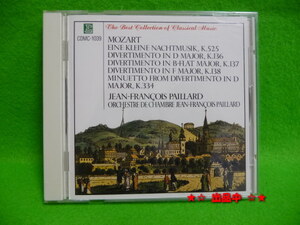 The Best Collection of Classical Music
COMC-1039
MOZART
EINE KLEINE NACHTMUSIK, K.525
DIVERTIMENTO IN D MAJOR, K.136
DIVERTIMENTO IN B-FLAT MAJOR, K.137
DIVERTIMENTO IN F MAJOR, K.138
MINUETTO FROM DIVERTIMENTO IN D
MAJOR, K.334
JEAN-FRANÇOIS PAILLARD
ORCHESTRE DE CHAMBRE JEAN-FRANÇOIS PAILLARD
★★ 出品中 ★★